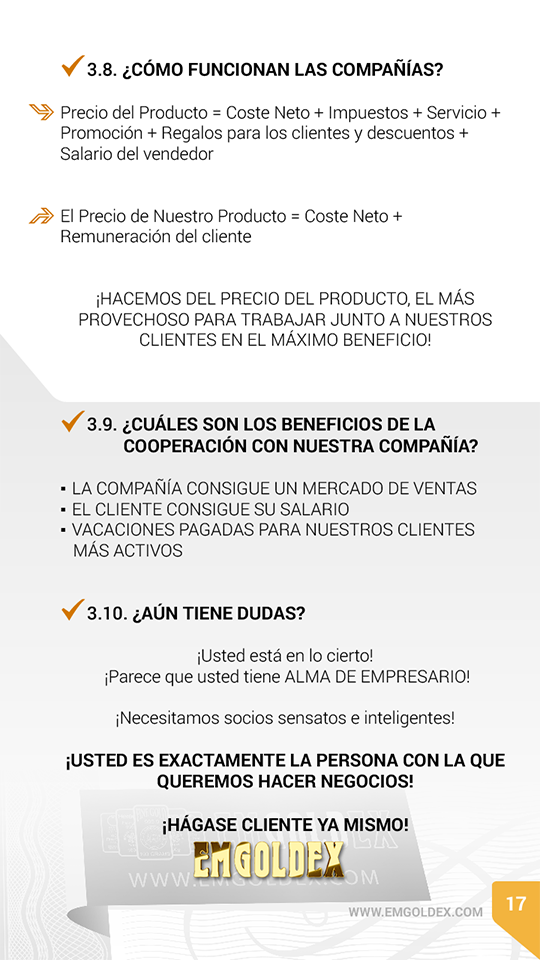 3.8. ¿CÓMO FUNCIONAN LAS COMPAÑÍAS?
Precio del Producto = Coste Neto + Impuestos + Servicio +
Promoción + Regalos para los clientes y descuentos +
Salario del vendedor
El Precio de Nuestro Producto = Coste Neto +
Remuneración del cliente
¡HACEMOS DEL PRECIO DEL PRODUCTO, EL MÁS
PROVECHOSO PARA TRABAJAR JUNTO A NUESTROS
CLIENTES EN EL MÁXIMO BENEFICIO!
3.9. ¿CUÁLES SON LOS BENEFICIOS DE LA
COOPERACIÓN CON NUESTRA COMPAÑÍA?
▪ LA COMPAÑÍA CONSIGUE UN MERCADO DE VENTAS
▪ EL CLIENTE CONSIGUE SU SALARIO
▪ VACACIONES PAGADAS PARA NUESTROS CLIENTES
MÁS ACTIVOS
3.10. ¿AÚN TIENE DUDAS?
¡Usted está en lo cierto!
¡Parece que usted tiene ALMA DE EMPRESARIO!
¡Necesitamos socios sensatos e inteligentes!
¡USTED ES EXACTAMENTE LA PERSONA CON LA QUE
QUEREMOS HACER NEGOCIOS!
¡HÁGASE CLIENTE YA MISMO!
EMGOLDEX
WWW.EMGOLDEX.COM
WWW.EMGOLDEX.COM
17